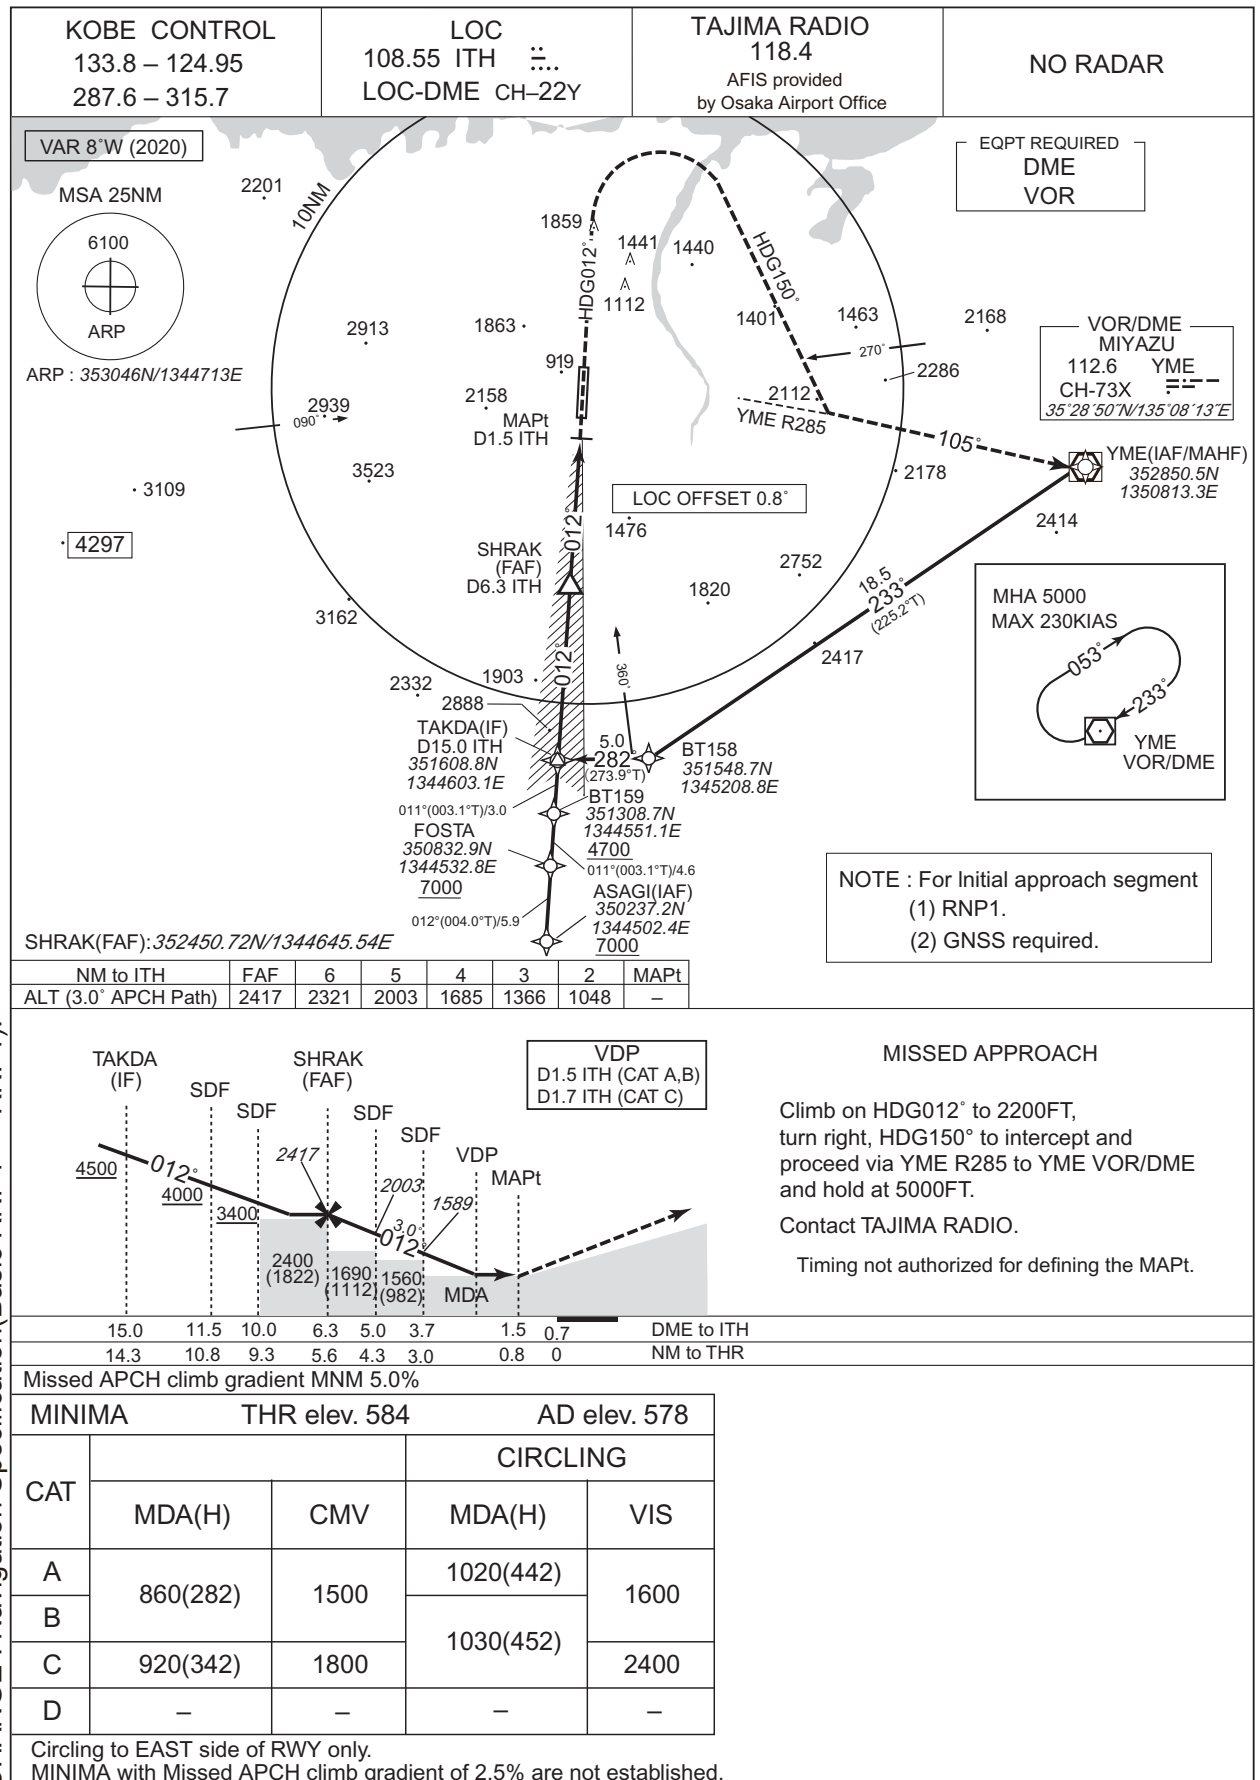 KOBE CONTROL
133.8 – 124.95
287.6 – 315.7
LOC
108.55 ITH
LOC-DME CH–22Y
TAJIMA RADIO
118.4
AFIS provided
by Osaka Airport Office
NO RADAR
VAR 8°W (2020)
MSA 25NM
6100
ARP
ARP : 353046N/1344713E
EQPT REQUIRED
DME
VOR
2201
10NM
1859
1441
1440
HDG012°
HDG150°
1112
1863
2913
1401
1463
2168
270°
VOR/DME
MIYAZU
112.6 YME
CH-73X
35°28´50˝N/135°08´13˝E
919
2286
2158
2112
2939
090°
MAPt
D1.5 ITH
YME R285
105°
YME(IAF/MAHF)
352850.5N
1350813.3E
3523
2178
3109
LOC OFFSET 0.8°
4297
012°
1476
2414
SHRAK
(FAF)
D6.3 ITH
2752
1820
18.5
233°
(225.2°T)
3162
MHA 5000
MAX 230KIAS
053°
233°
YME
VOR/DME
360°
2417
012°
1903
2332
2888
TAKDA(IF)
D15.0 ITH
351608.8N
1344603.1E
5.0
282°
(273.9°T)
BT158
351548.7N
1345208.8E
BT159
351308.7N
1344551.1E
4700
011°(003.1°T)/3.0
FOSTA
350832.9N
1344532.8E
7000
011°(003.1°T)/4.6
ASAGI(IAF)
350237.2N
1344502.4E
7000
012°(004.0°T)/5.9
NOTE : For Initial approach segment
(1) RNP1.
(2) GNSS required.
SHRAK(FAF):352450.72N/1344645.54E
NM to ITH FAF 6 5 4 3 2 MAPt
ALT (3.0° APCH Path) 2417 2321 2003 1685 1366 1048 –
TAKDA
(IF)
SDF
SDF
SHRAK
(FAF)
SDF
SDF
VDP
MAPt
VDP
D1.5 ITH (CAT A,B)
D1.7 ITH (CAT C)
4500
012°
4000
3400
2417
2003
1589
3.0°
012°
2400
(1822)
1690
(1112)
1560
(982)
MDA
15.0 11.5 10.0 6.3 5.0 3.7 1.5 0.7 DME to ITH
14.3 10.8 9.3 5.6 4.3 3.0 0.8 0 NM to THR
MISSED APPROACH
Climb on HDG012° to 2200FT,
turn right, HDG150° to intercept and
proceed via YME R285 to YME VOR/DME
and hold at 5000FT.
Contact TAJIMA RADIO.
Timing not authorized for defining the MAPt.
Missed APCH climb gradient MNM 5.0%
MINIMA THR elev. 584 AD elev. 578
CAT
CIRCLING
MDA(H) CMV MDA(H) VIS
A 860(282) 1500 1020(442) 1600
B 1030(452)
C 920(342) 1800 2400
D – – – –
Circling to EAST side of RWY only.
MINIMA with Missed APCH climb gradient of 2.5% are not established.